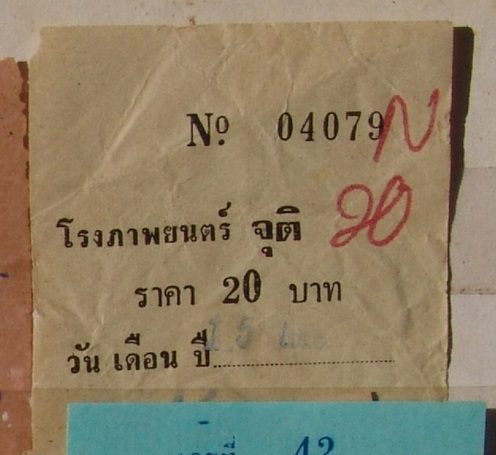 Nº 04079 N
โรงภาพยนตร์ จุติ 20
ราคา 20 บาท
วัน เดือน ปี
42